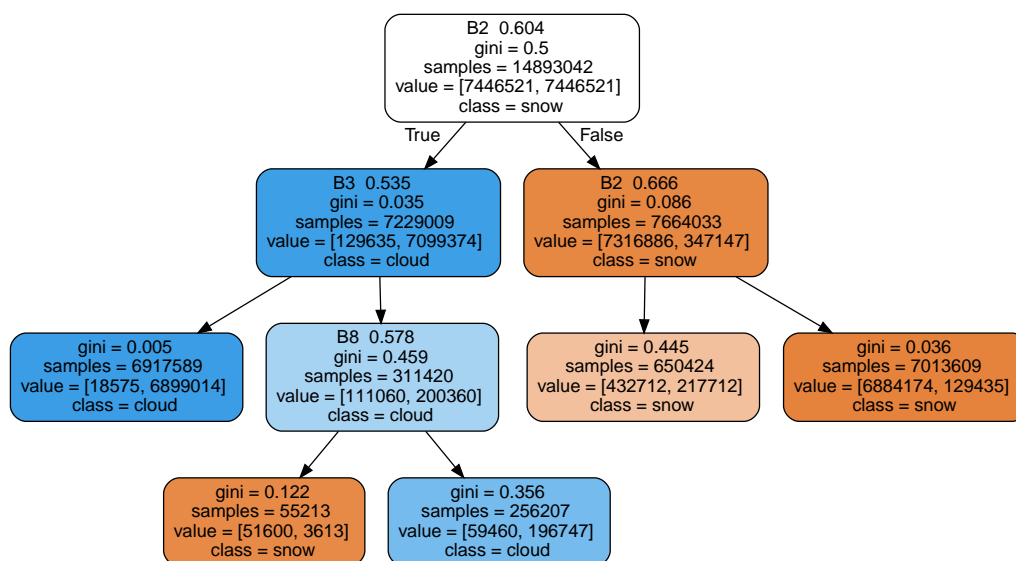 B2 0.604
gini = 0.5
samples = 14893042
value = [7446521, 7446521]
class = snow
True
False
B3 0.535
gini = 0.035
samples = 7229009
value = [129635, 7099374]
class = cloud
B2 0.666
gini = 0.086
samples = 7664033
value = [7316886, 347147]
class = snow
gini = 0.005
samples = 6917589
value = [18575, 6899014]
class = cloud
B8 0.578
gini = 0.459
samples = 311420
value = [111060, 200360]
class = cloud
gini = 0.445
samples = 650424
value = [432712, 217712]
class = snow
gini = 0.036
samples = 7013609
value = [6884174, 129435]
class = snow
gini = 0.122
samples = 55213
value = [51600, 3613]
class = snow
gini = 0.356
samples = 256207
value = [59460, 196747]
class = cloud